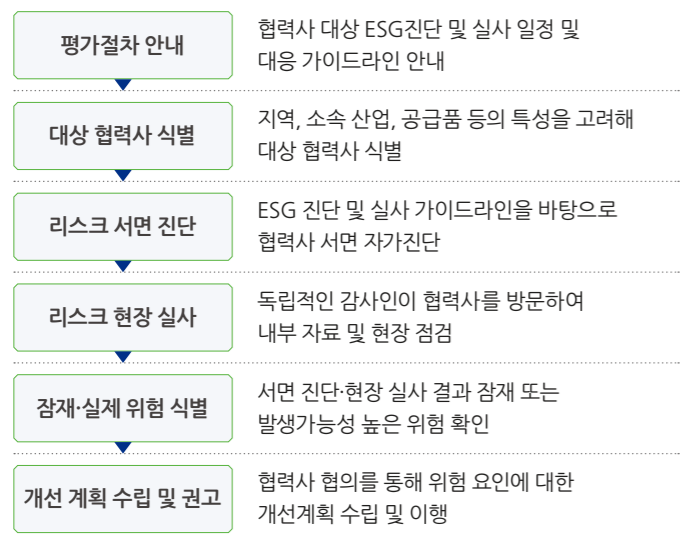 평가절차 안내
협력사 대상 ESG진단 및 실사 일정 및
대응 가이드라인 안내
대상 협력사 식별
지역, 소속 산업, 공급품 등의 특성을 고려해
대상 협력사 식별
리스크 서면 진단
ESG 진단 및 실사 가이드라인을 바탕으로
협력사 서면 자가진단
리스크 현장 실사
독립적인 감사인이 협력사를 방문하여
내부 자료 및 현장 점검
잠재·실제 위험 식별
서면 진단·현장 실사 결과 잠재 또는
발생가능성 높은 위험 확인
개선 계획 수립 및 권고
협력사 협의를 통해 위험 요인에 대한
개선계획 수립 및 이행